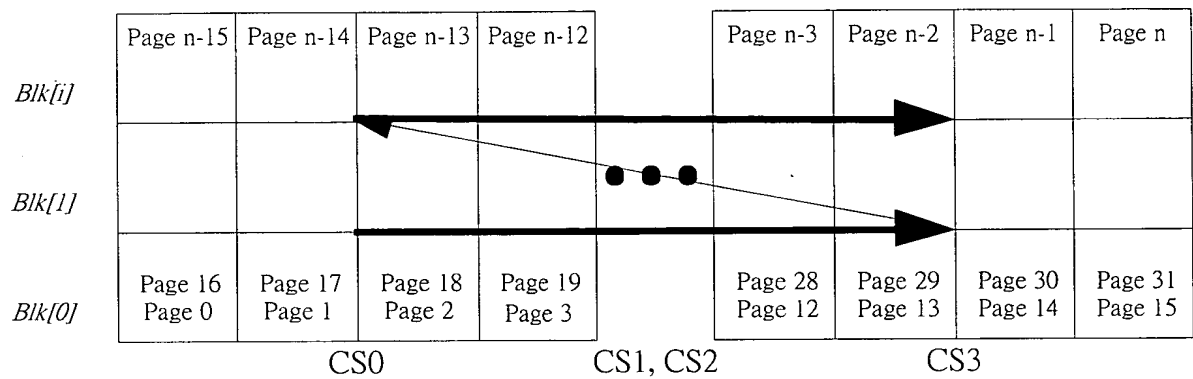 Page n-15 Page n-14 Page n-13 Page n-12 Page n-3 Page n-2 Page n-1 Page n
Blk[i]
Blk[1]
Page 16 Page 17 Page 18 Page 19 Page 28 Page 29 Page 30 Page 31
Blk[0] Page 0 Page 1 Page 2 Page 3 Page 12 Page 13 Page 14 Page 15
CS0 CS1, CS2 CS3